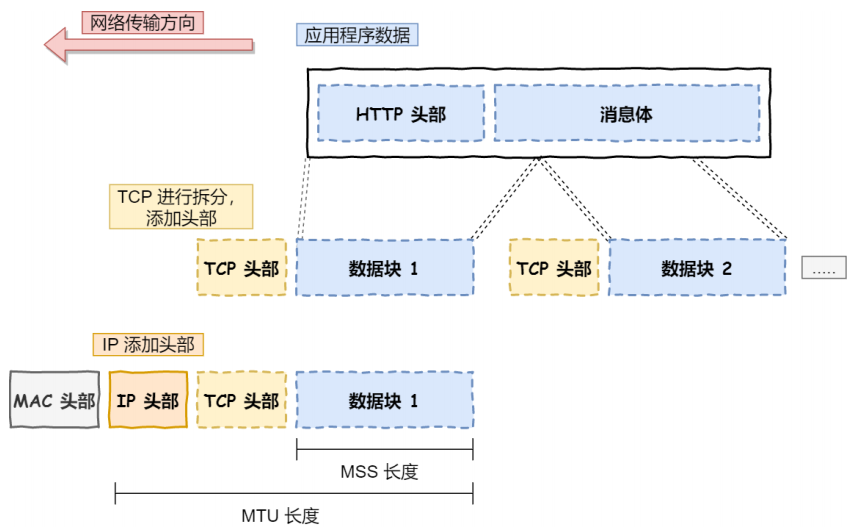 网络传输方向
应用程序数据
HTTP 头部
消息体
TCP 进行拆分，
添加头部
TCP 头部
数据块 1
TCP 头部
数据块 2
.....
IP 添加头部
MAC 头部
IP 头部
TCP 头部
数据块 1
MSS 长度
MTU 长度